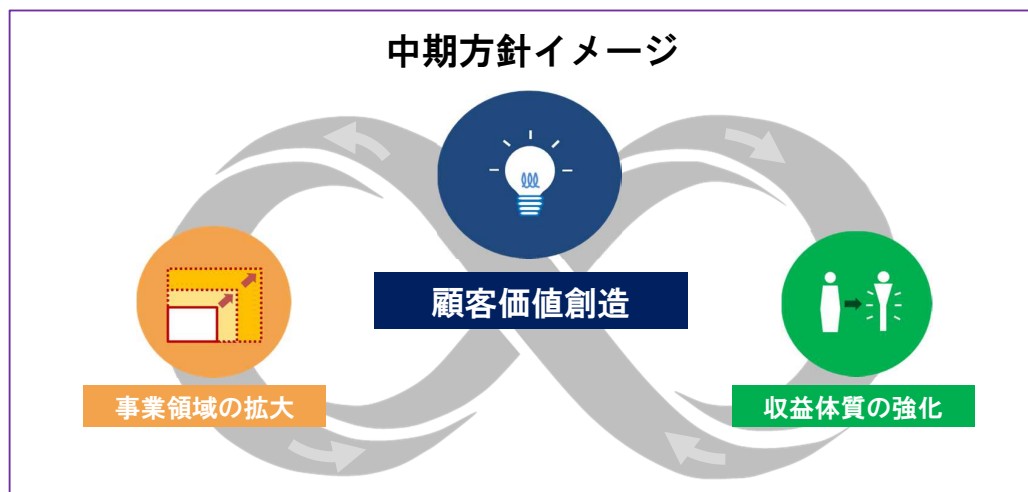 中期方針イメージ
顧客価値創造
事業領域の拡大
収益体質の強化